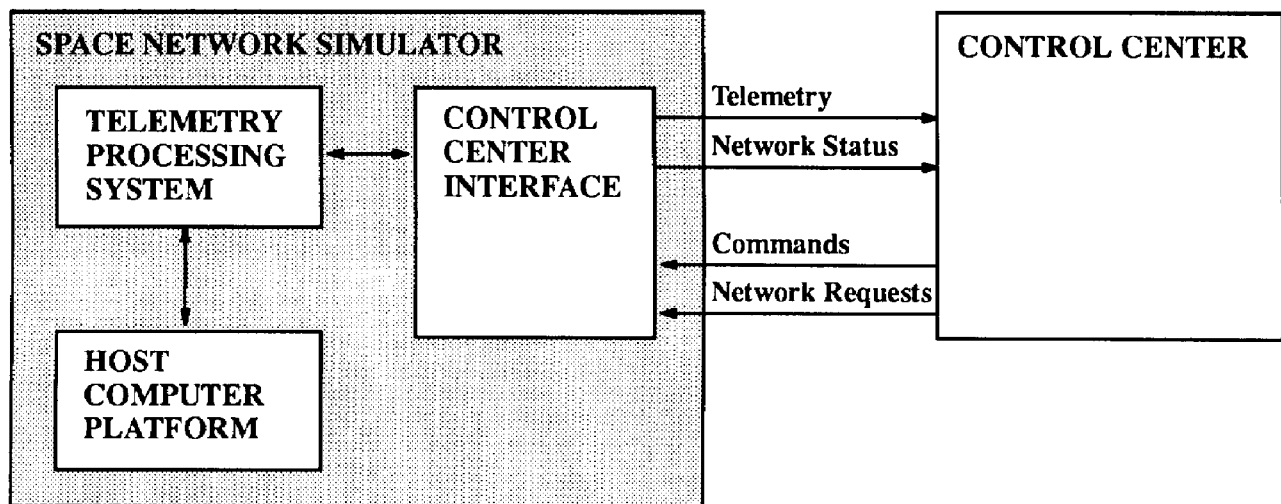 SPACE NETWORK SIMULATOR
TELEMETRY
PROCESSING
SYSTEM
HOST
COMPUTER
PLATFORM
CONTROL
CENTER
INTERFACE
Telemetry
Network Status
Commands
Network Requests
CONTROL CENTER